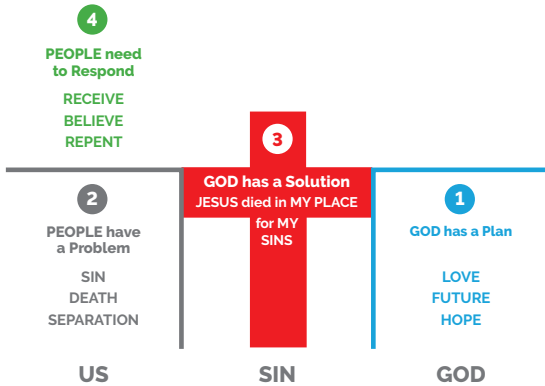 4
PEOPLE need
to Respond
RECEIVE
BELIEVE
REPENT
3
GOD has a Solution
JESUS died in MY PLACE
for MY
SINS
2
PEOPLE have
a Problem
SIN
DEATH
SEPARATION
1
GOD has a Plan
LOVE
FUTURE
HOPE
US
SIN
GOD